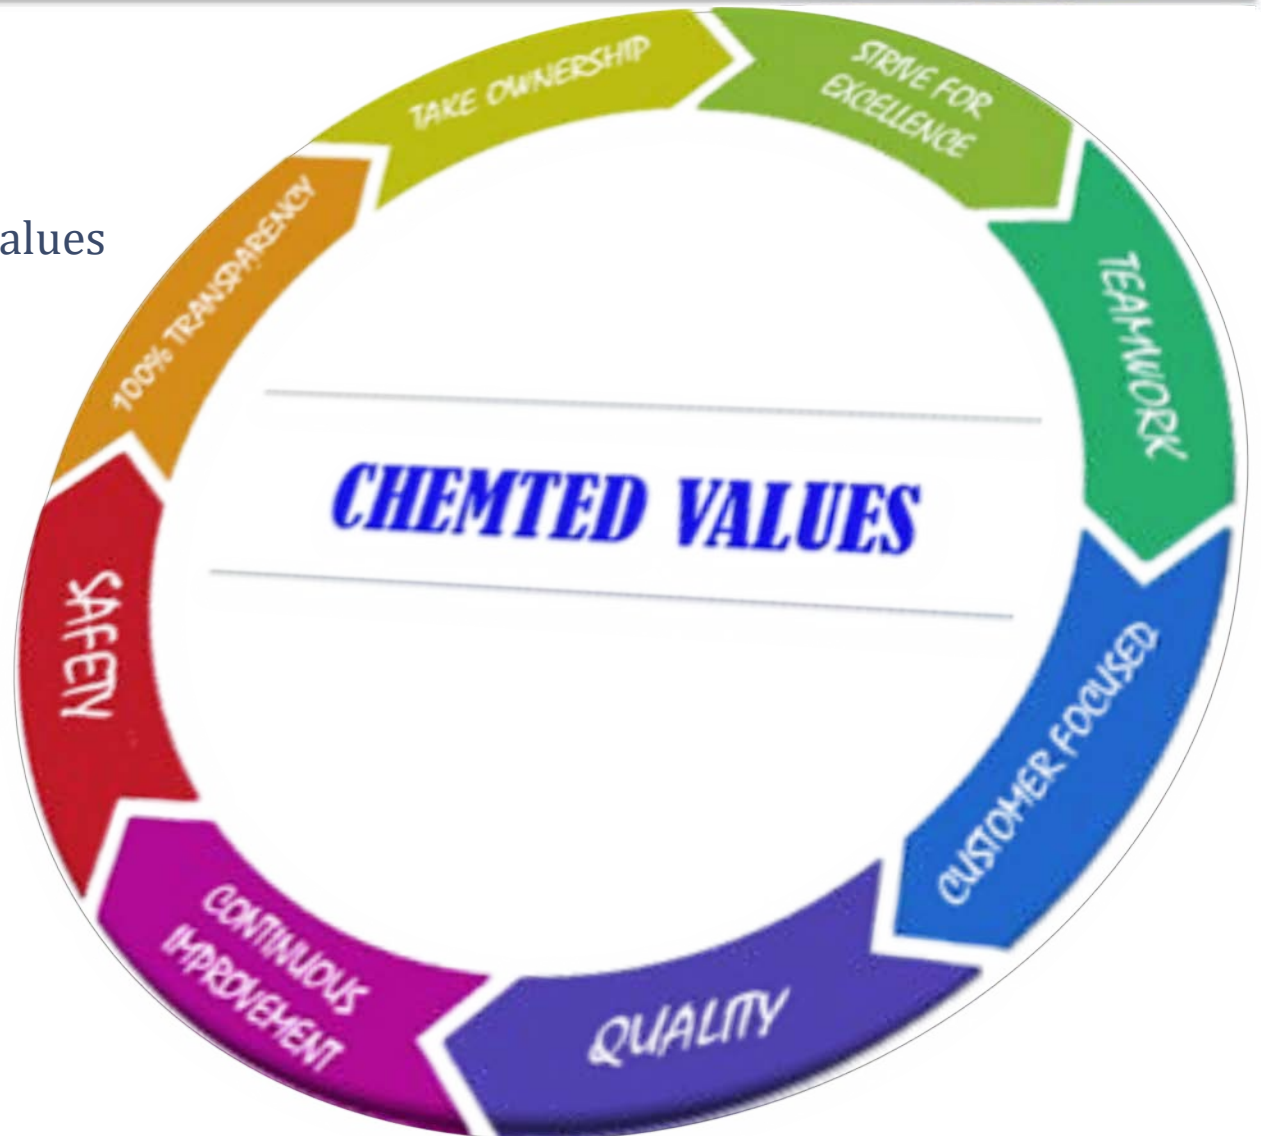 alues
TAKE OWNERSHIP
STRIVE FOR
EXCELLENCE
TEAMWORK
CUSTOMER FOCUSED
QUALITY
CONTINUOUS
IMPROVEMENT
SAFETY
100% TRANSPARENCY
CHEMTED VALUES